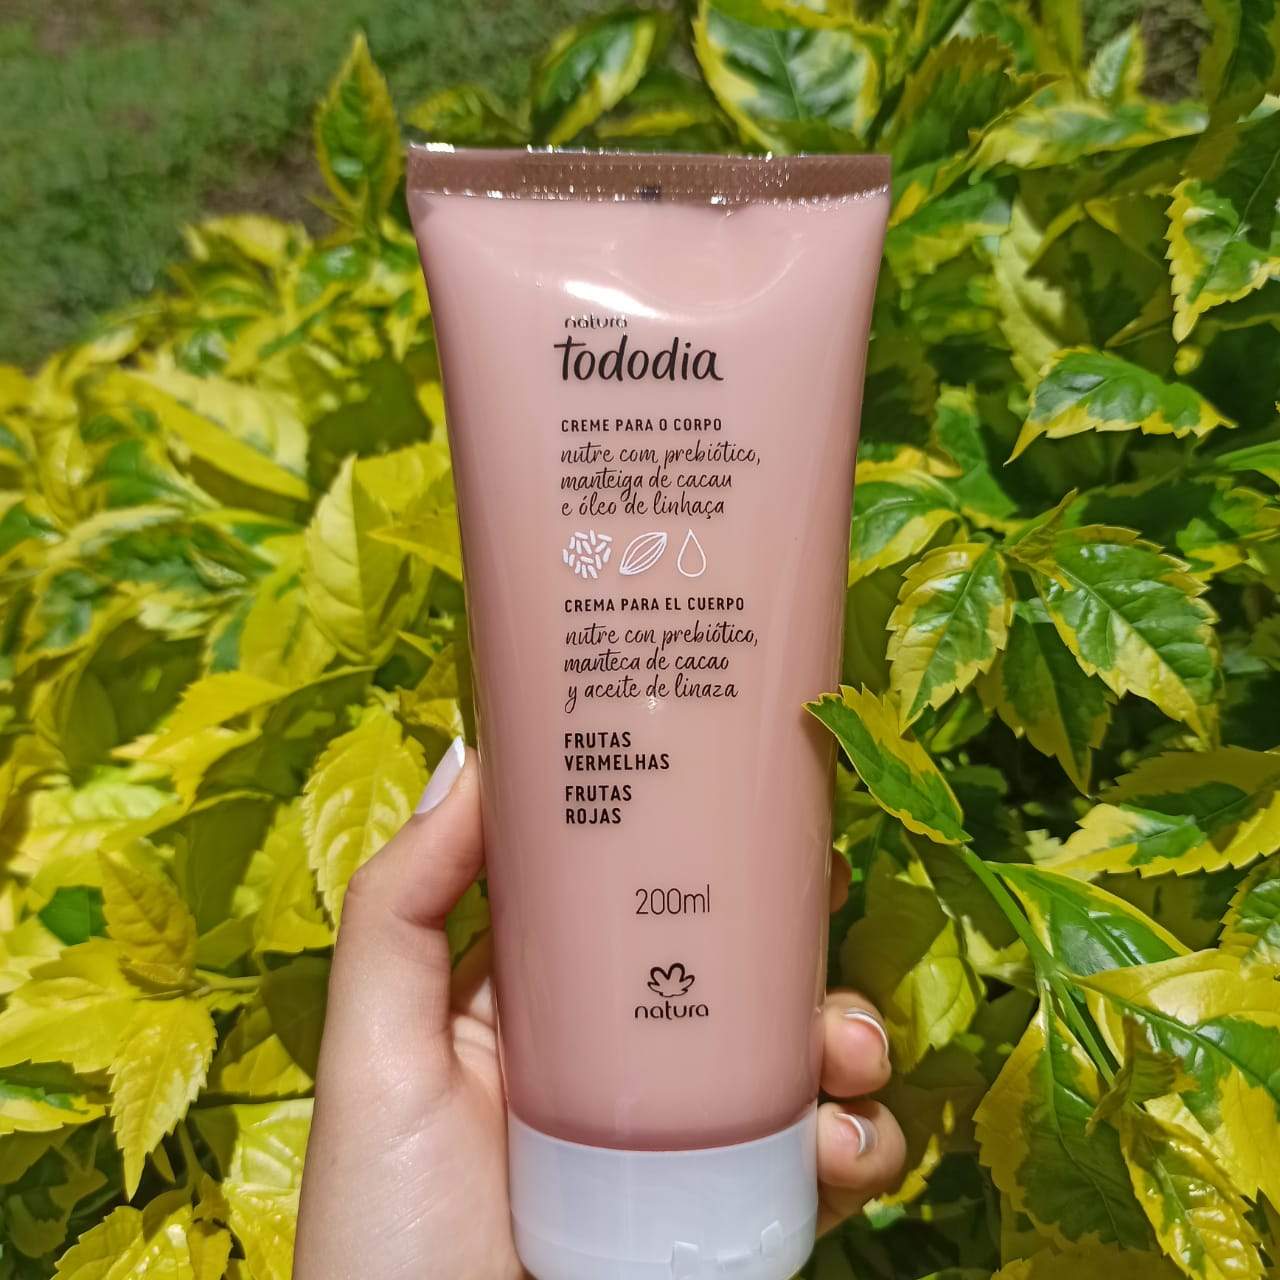 natura
tododia
CREME PARA O CORPO
nutre com prebiótico,
manteiga de cacau
e óleo de linhaça
CREMA PARA EL CUERPO
nutre con prebiótico,
manteca de cacao
y aceite de linaza
FRUTAS
VERMELHAS
FRUTAS
ROJAS
200ml
natura